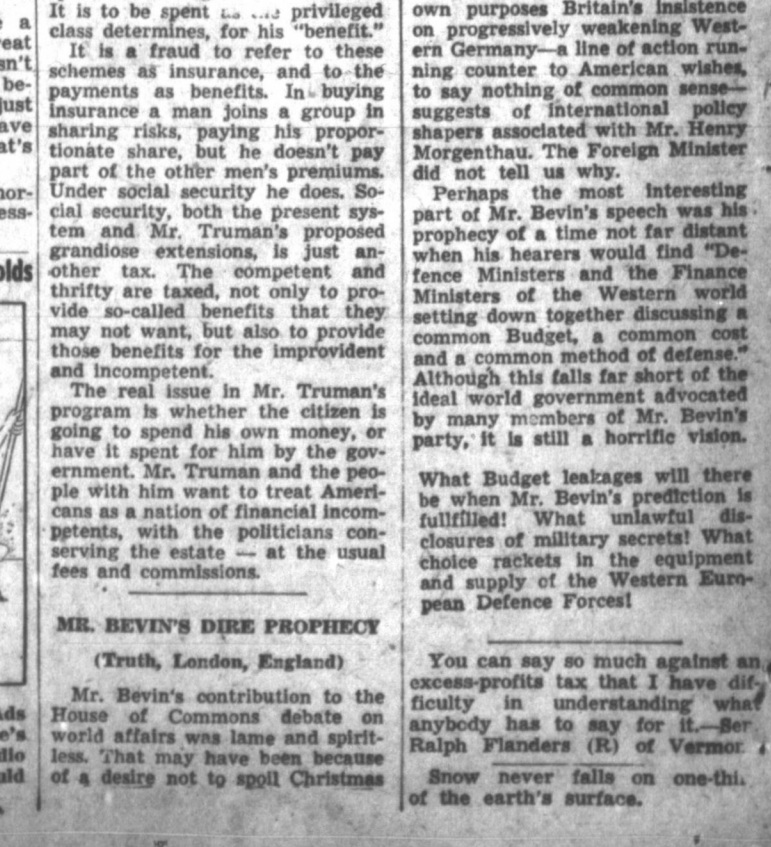 a
eat
sn't
be-
just
ave
at's
nor-
ess-
olds
Ads
e's
dio
uld
It is to be spent privileged
class determines, for his "benefit."
It is a fraud to refer to these
schemes as insurance, and to the
payments as benefits. In buying
insurance a man joins a group in
sharing risks, paying his propor-
tionate share, but he doesn't pay
part of the other men's premiums.
Under social security he does. So-
cial security, both the present sys-
tem and Mr. Truman's proposed
grandiose extensions, is just an-
other tax. The competent and
thrifty are taxed, not only to pro-
vide so-called benefits that they
may not want, but also to provide
those benefits for the improvident
and incompetent.
The real issue in Mr. Truman's
program is whether the citizen is
going to spend his own money, or
have it spent for him by the gov-
ernment. Mr. Truman and the peo-
ple with him want to treat Ameri-
cans as a nation of financial incom-
petents, with the politicians con-
serving the estate — at the usual
fees and commissions.
MR. BEVIN'S DIRE PROPHECY
(Truth, London, England)
Mr. Bevin's contribution to the
House of Commons debate on
world affairs was lame and spirit-
less. That may have been because
of a desire not to spoil Christmas
own purposes Britain's insistence
on progressively weakening West-
ern Germany—a line of action run-
ning counter to American wishes,
to say nothing of common sense—
suggests of international policy
shapers associated with Mr. Henry
Morgenthau. The Foreign Minister
did not tell us why.
Perhaps the most interesting
part of Mr. Bevin's speech was his
prophecy of a time not far distant
when his hearers would find "De-
fence Ministers and the Finance
Ministers of the Western world
setting down together discussing a
common Budget, a common cost
and a common method of defense."
Although this falls far short of the
ideal world government advocated
by many members of Mr. Bevin's
party, it is still a horrific vision.
What Budget leakages will there
be when Mr. Bevin's prediction is
fullfilled! What unlawful dis-
closures of military secrets! What
choice rackets in the equipment
and supply of the Western Euro-
pean Defence Forces!
You can say so much against an
excess-profits tax that I have dif-
ficulty in understanding what
anybody has to say for it.—Ser
Ralph Flanders (R) of Vermor
Snow never falls on one-thi
of the earth's surface.